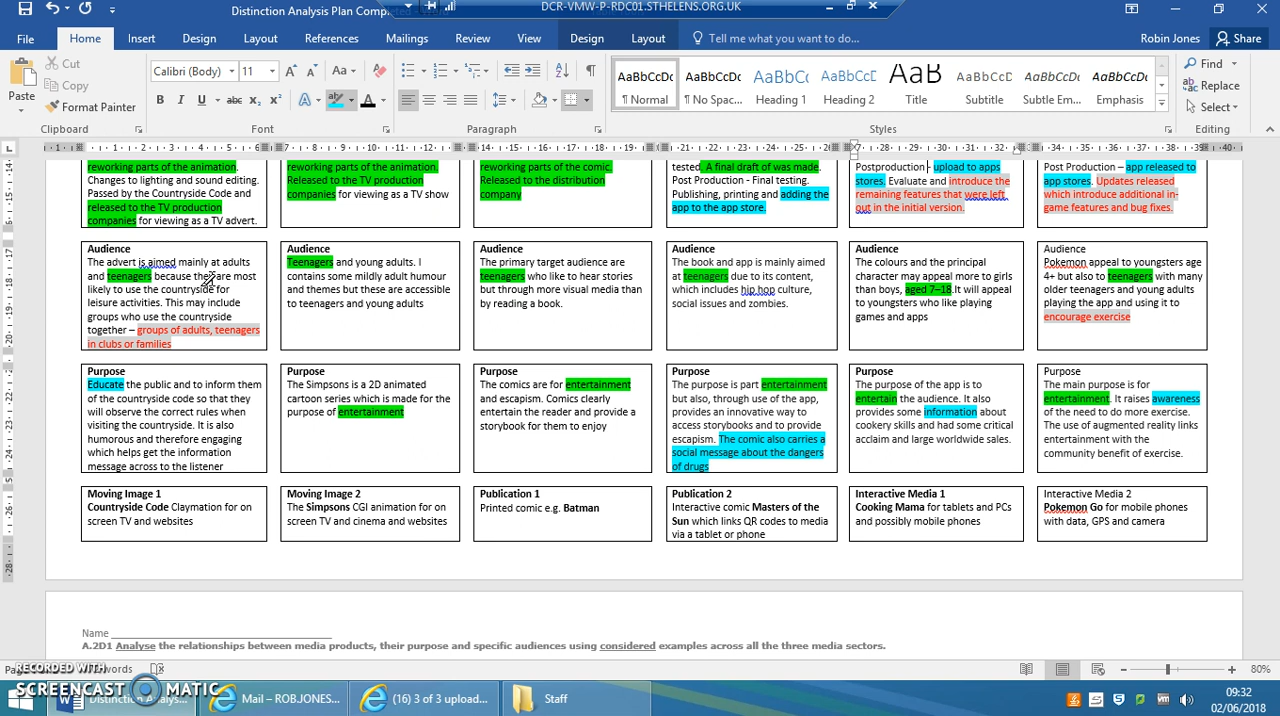 Distinction Analysis Plan Comple
DCR-VMW-P-RDC01.STHELENS.ORG.UK
File Home Insert Design Layout References Mailings Review View Design Layout Tell me what you want to do... Robin Jones Share
Paste
Cut
Copy
Format Painter
Calibri (Body) 11
AaBbCcDc AaBbCcDc AaBbC AaBbCc AaB AaBbCcD AaBbCcDc AaBbCcDc
¶ Normal ¶ No Spac... Heading Heading 2 Title Subtitle Subtle Em... Emphasis
Find
Replace
Select
Clipboard Font Paragraph Styles Editing
reworking parts of the animation.
Changes to lighting and sound editing.
Passed by the Countryside Code and
released to the TV production
companies for viewing as a TV advert.
reworking parts of the animation.
Released to the TV production
companies for viewing as a TV show
reworking parts of the comic.
Released to the distribution
company
tested. A final draft of was made.
Post Production - Final testing.
Publishing, printing and adding the
app to the app store.
Postproduction - upload to apps
stores. Evaluate and introduce the
remaining features that were left
out in the initial version.
Post Production – app released to
app stores. Updates released
which introduce additional in-
game features and bug fixes.
Audience
The advert is aimed mainly at adults
and teenagers because they are most
likely to use the countryside for
leisure activities. This may include
groups who use the countryside
together – groups of adults, teenagers
in clubs or families
Audience
Teenagers and young adults. I
contains some mildly adult humour
and themes but these are accessible
to teenagers and young adults
Audience
The primary target audience are
teenagers who like to hear stories
but through more visual media than
by reading a book.
Audience
The book and app is mainly aimed
at teenagers due to its content,
which includes hip hop culture,
social issues and zombies.
Audience
The colours and the principal
character may appeal more to girls
than boys, aged 7–18.It will appeal
to youngsters who like playing
games and apps
Audience
Pokemon appeal to youngsters age
4+ but also to teenagers with many
older teenagers and young adults
playing the app and using it to
encourage exercise
Purpose
Educate the public and to inform them
of the countryside code so that they
will observe the correct rules when
visiting the countryside. It is also
humorous and therefore engaging
which helps get the information
message across to the listener
Purpose
The Simpsons is a 2D animated
cartoon series which is made for the
purpose of entertainment
Purpose
The comics are for entertainment
and escapism. Comics clearly
entertain the reader and provide a
storybook for them to enjoy
Purpose
The purpose is part entertainment
but also, through use of the app,
provides an innovative way to
access storybooks and to provide
escapism. The comic also carries a
social message about the dangers
of drugs
Purpose
The purpose of the app is to
entertain the audience. It also
provides some information about
cookery skills and had some critical
acclaim and large worldwide sales.
Purpose
The main purpose is for
entertainment. It raises awareness
of the need to do more exercise.
The use of augmented reality links
entertainment with the
community benefit of exercise.
Moving Image 1
Countryside Code Claymation for on
screen TV and websites
Moving Image 2
The Simpsons CGI animation for on
screen TV and cinema and websites
Publication 1
Printed comic e.g. Batman
Publication 2
Interactive comic Masters of the
Sun which links QR codes to media
via a tablet or phone
Interactive Media 1
Cooking Mama for tablets and PCs
and possibly mobile phones
Interactive Media 2
Pokemon Go for mobile phones
with data, GPS and camera
Name
A.2D1 Analyse the relationships between media products, their purpose and specific audiences using considered examples across all the three media sectors.
80%
RECORDED WITH
SCREENCAST MATIC
Distinction Analys...
Mail – ROBJONES...
(16) 3 of 3 upload...
Staff
09:32
02/06/2018